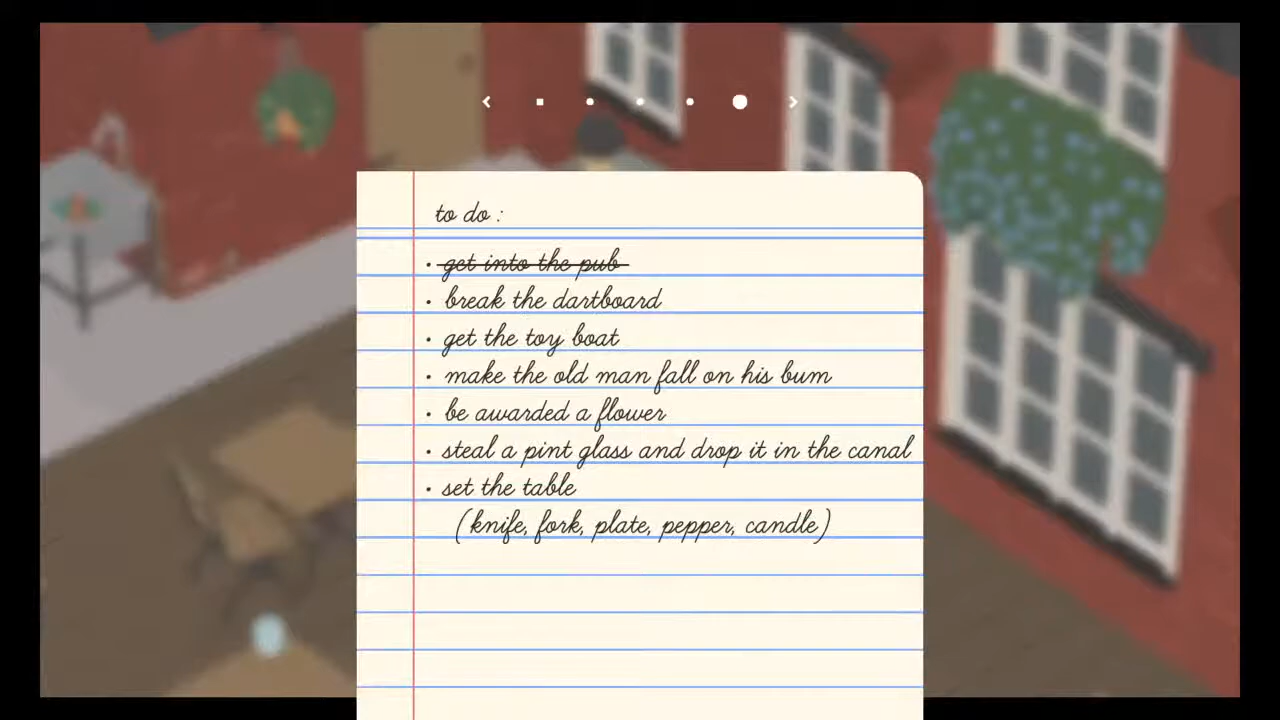 to do :
• get into the pub
• break the dartboard
• get the toy boat
• make the old man fall on his bum
• be awarded a flower
• steal a pint glass and drop it in the canal
• set the table
(knife, fork, plate, pepper, candle)